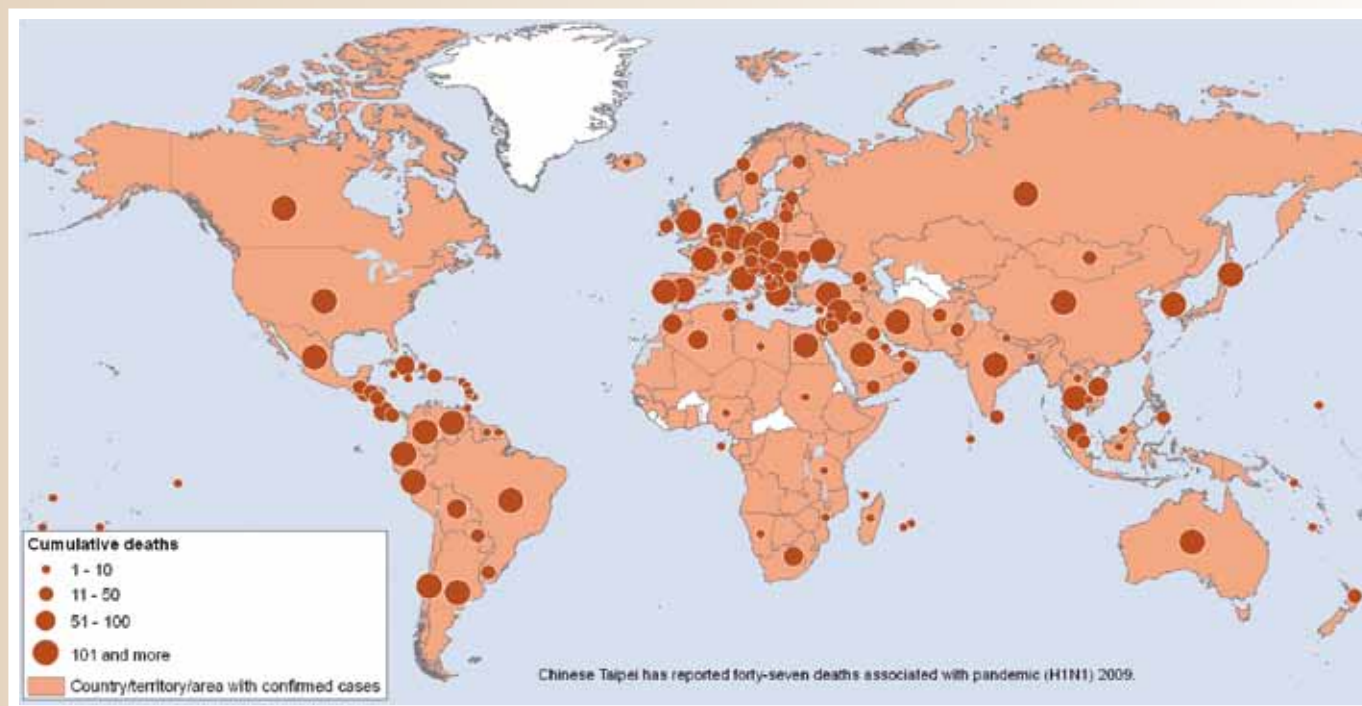 Cumulative deaths
1 - 10
11 - 50
51 - 100
101 and more
Country/territory/area with confirmed cases
Chinese Taipei has reported forty-seven deaths associated with pandemic (H1N1) 2009.